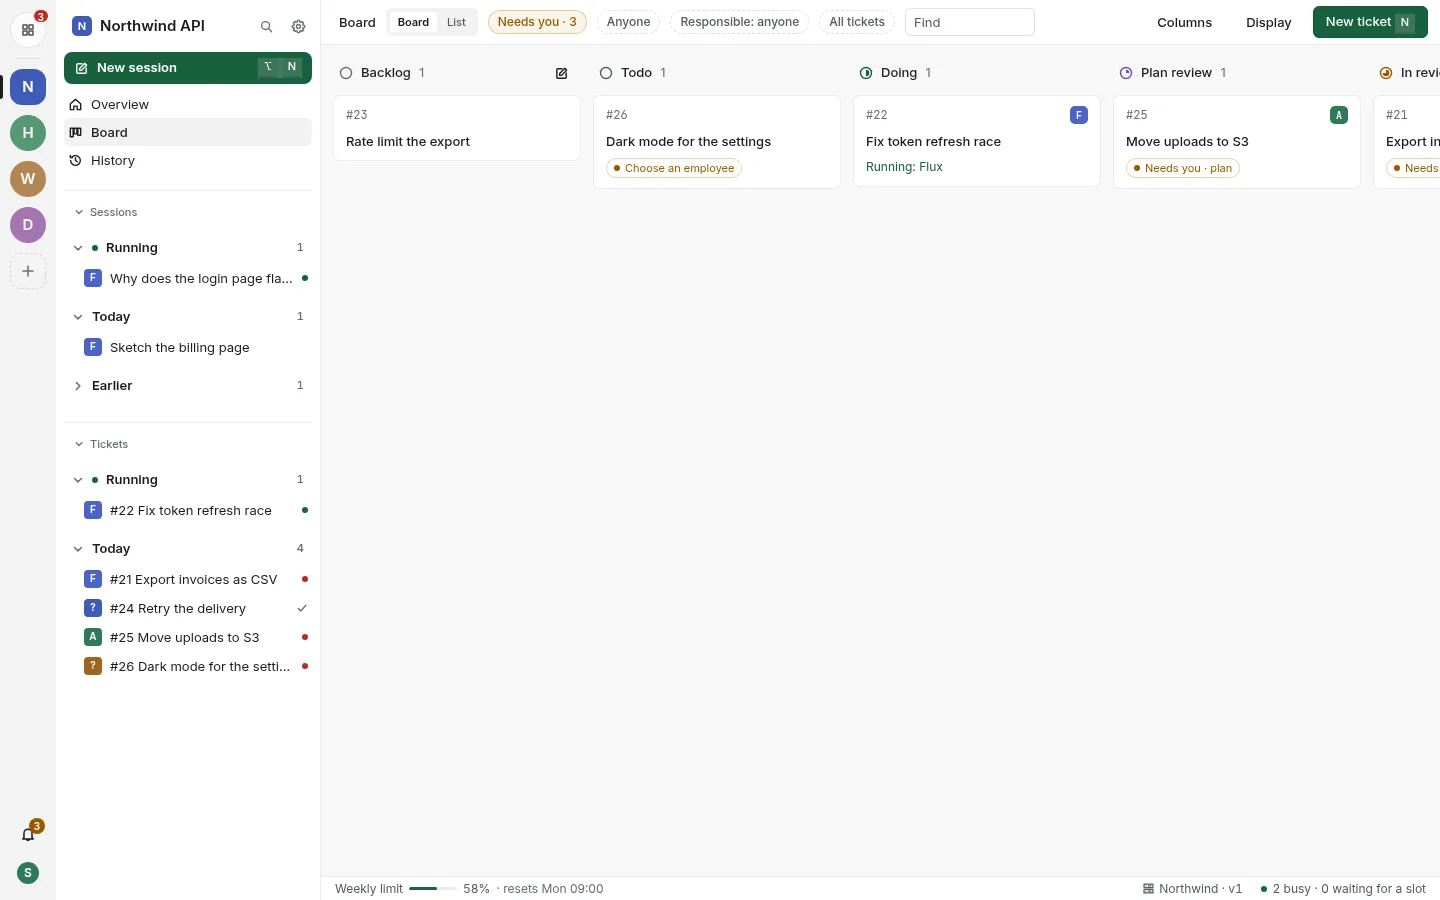 3
N
H
W
D
3
S
N Northwind API
New session ⌥ N
Overview
Board
History
Sessions
Running 1
F Why does the login page fla...
Today 1
F Sketch the billing page
Earlier 1
Tickets
Running 1
F #22 Fix token refresh race
Today 4
F #21 Export invoices as CSV
? #24 Retry the delivery
A #25 Move uploads to S3
? #26 Dark mode for the setti...
Board Board List Needs you · 3 Anyone Responsible: anyone All tickets Find Columns Display New ticket N
Backlog 1
#23
Rate limit the export
Todo 1
#26
Dark mode for the settings
Choose an employee
Doing 1
#22 F
Fix token refresh race
Running: Flux
Plan review 1
#25 A
Move uploads to S3
Needs you · plan
In revi
#21
Export in
Needs
Weekly limit 58% · resets Mon 09:00
Northwind · v1 2 busy · 0 waiting for a slot